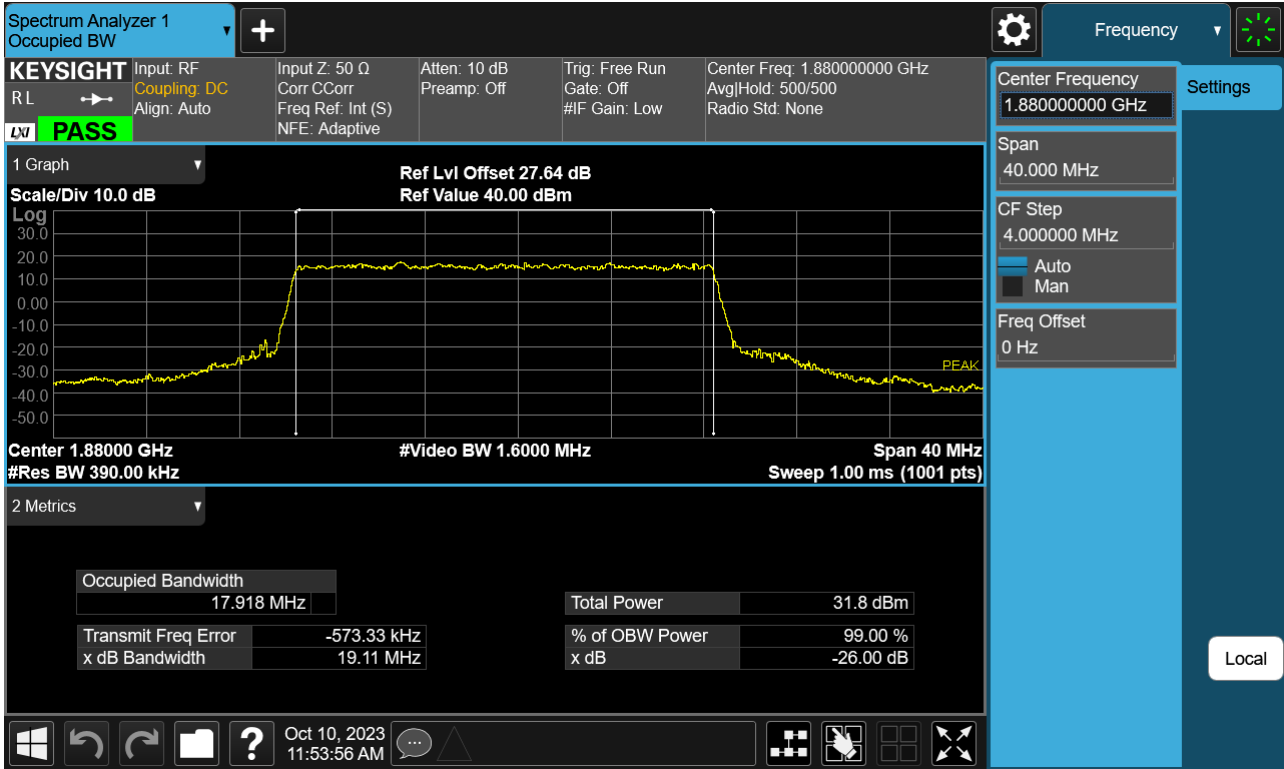 Spectrum Analyzer 1
Occupied BW
▼
+
Frequency
▼
KEYSIGHT
RL
LXI
PASS
Input: RF
Coupling: DC
Align: Auto
Input Z: 50 Ω
Corr CCorr
Freq Ref: Int (S)
NFE: Adaptive
Atten: 10 dB
Preamp: Off
Trig: Free Run
Gate: Off
#IF Gain: Low
Center Freq: 1.880000000 GHz
Avg|Hold: 500/500
Radio Std: None
Center Frequency
1.880000000 GHz
Settings
Span
40.000 MHz
CF Step
4.000000 MHz
Auto
Man
Freq Offset
0 Hz
Local
1 Graph
▼
Scale/Div 10.0 dB
Ref Lvl Offset 27.64 dB
Ref Value 40.00 dBm
Log
30.0
20.0
10.0
0.00
-10.0
-20.0
-30.0
-40.0
-50.0
PEAK
Center 1.88000 GHz
#Video BW 1.6000 MHz
Span 40 MHz
#Res BW 390.00 kHz
Sweep 1.00 ms (1001 pts)
2 Metrics
▼
Occupied Bandwidth
17.918 MHz
Total Power 31.8 dBm
Transmit Freq Error -573.33 kHz
% of OBW Power 99.00 %
x dB Bandwidth 19.11 MHz
x dB -26.00 dB
?
Oct 10, 2023
11:53:56 AM
...